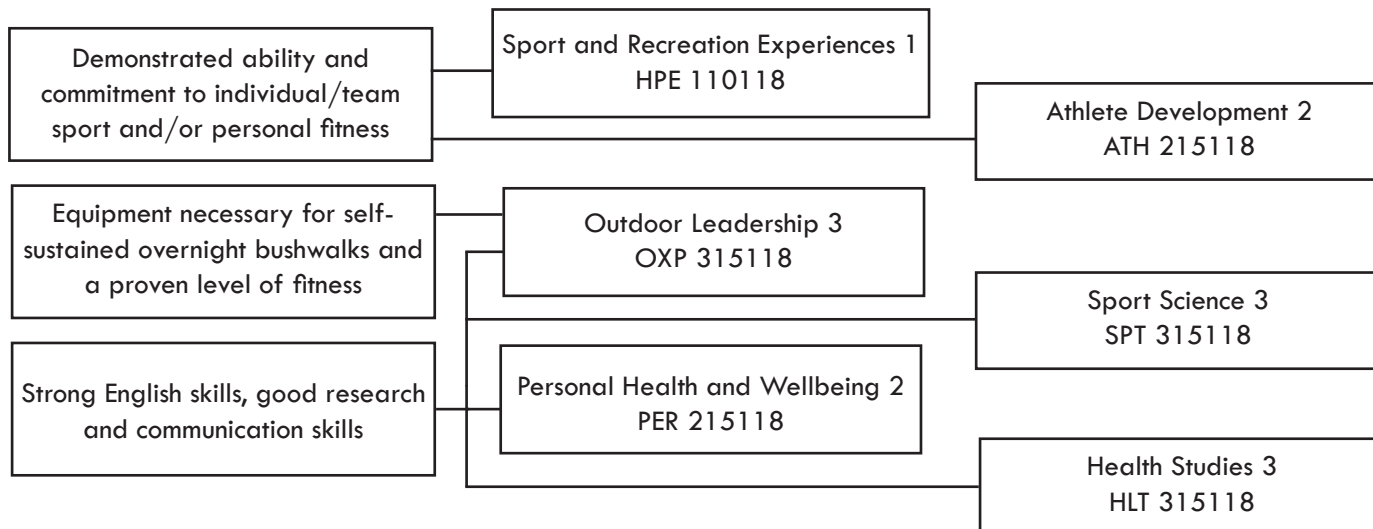 Demonstrated ability and
commitment to individual/team
sport and/or personal fitness
Sport and Recreation Experiences 1
HPE 110118
Athlete Development 2
ATH 215118
Equipment necessary for self-
sustained overnight bushwalks and
a proven level of fitness
Outdoor Leadership 3
OXP 315118
Sport Science 3
SPT 315118
Strong English skills, good research
and communication skills
Personal Health and Wellbeing 2
PER 215118
Health Studies 3
HLT 315118